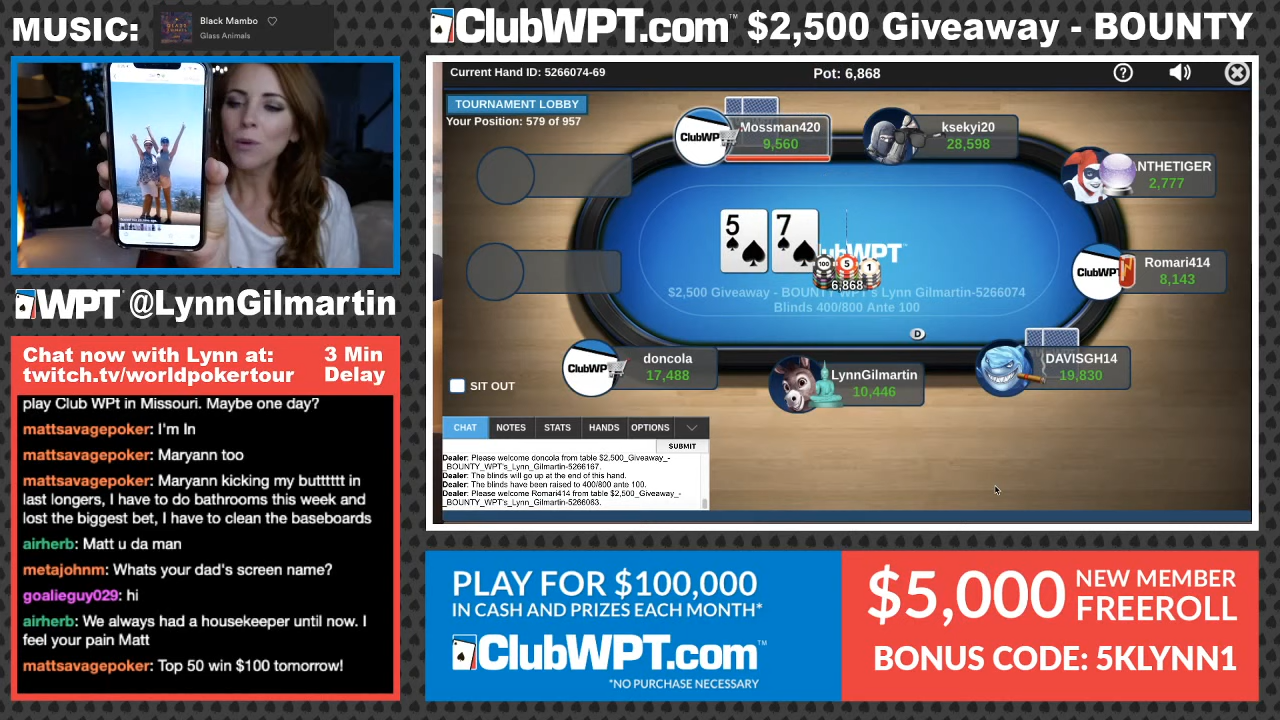 MUSIC:
Black Mambo
Glass Animals
ClubWPT.com™ $2,500 Giveaway - BOUNTY
WPT @LynnGilmartin
Chat now with Lynn at:
twitch.tv/worldpokertour
3 Min
Delay
play Club WPt in Missouri. Maybe one day?
mattsavagepoker: I'm In
mattsavagepoker: Maryann too
mattsavagepoker: Maryann kicking my butttttt in
last longers, I have to do bathrooms this week and
lost the biggest bet, I have to clean the baseboards
airherb: Matt u da man
metajohnm: Whats your dad's screen name?
goalieguy029: hi
airherb: We always had a housekeeper until now. I
feel your pain Matt
mattsavagepoker: Top 50 win $100 tomorrow!
Current Hand ID: 5266074-69
Pot: 6,868
TOURNAMENT LOBBY
Your Position: 579 of 957
ClubWP
Mossman420
9,560
ksekyi20
28,598
NTHETIGER
2,777
ClubWPT
Romari414
8,143
5
7
100
5
1
6,868
$2,500 Giveaway - BOUNTY WPT's Lynn Gilmartin-5266074
Blinds 400/800 Ante 100
D
ClubWP
doncola
17,488
LynnGilmartin
10,446
DAVISGH14
19,830
SIT OUT
CHAT
NOTES
STATS
HANDS
OPTIONS
SUBMIT
Dealer: Please welcome doncola from table $2,500_Giveaway_-
_BOUNTY_WPT's_Lynn_Gilmartin-5266167.
Dealer: The blinds will go up at the end of this hand.
Dealer: The blinds have been raised to 400/800 ante 100.
Dealer: Please welcome Romari414 from table $2,500_Giveaway_-
_BOUNTY_WPT's_Lynn_Gilmartin-5266083.
PLAY FOR $100,000
IN CASH AND PRIZES EACH MONTH*
ClubWPT.com™
*NO PURCHASE NECESSARY
$5,000 NEW MEMBER
FREEROLL
BONUS CODE: 5KLYNN1